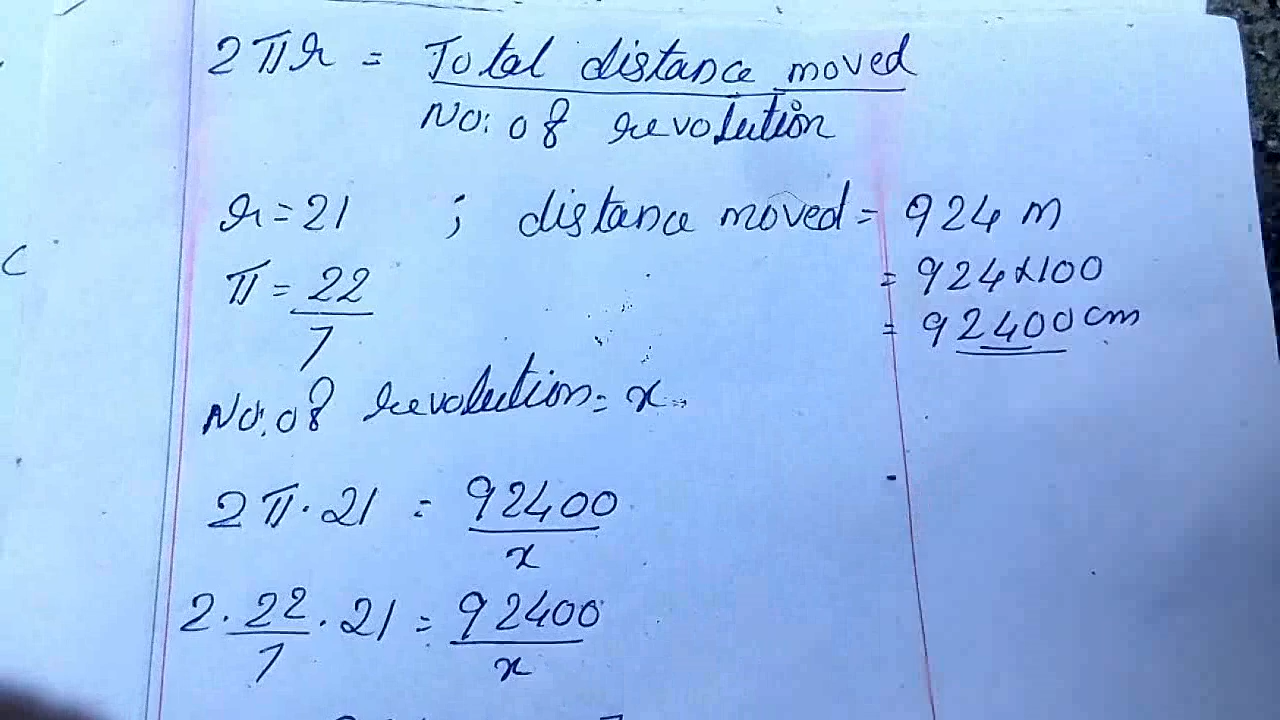 2πr = Total distance moved
No: of revolution
r = 21 ; distance moved = 924 m
π = 22/7 = 924×100
= 92400 cm
No: of revolution = x
2π·21 = 92400/x
2·22/7·21 = 92400/x